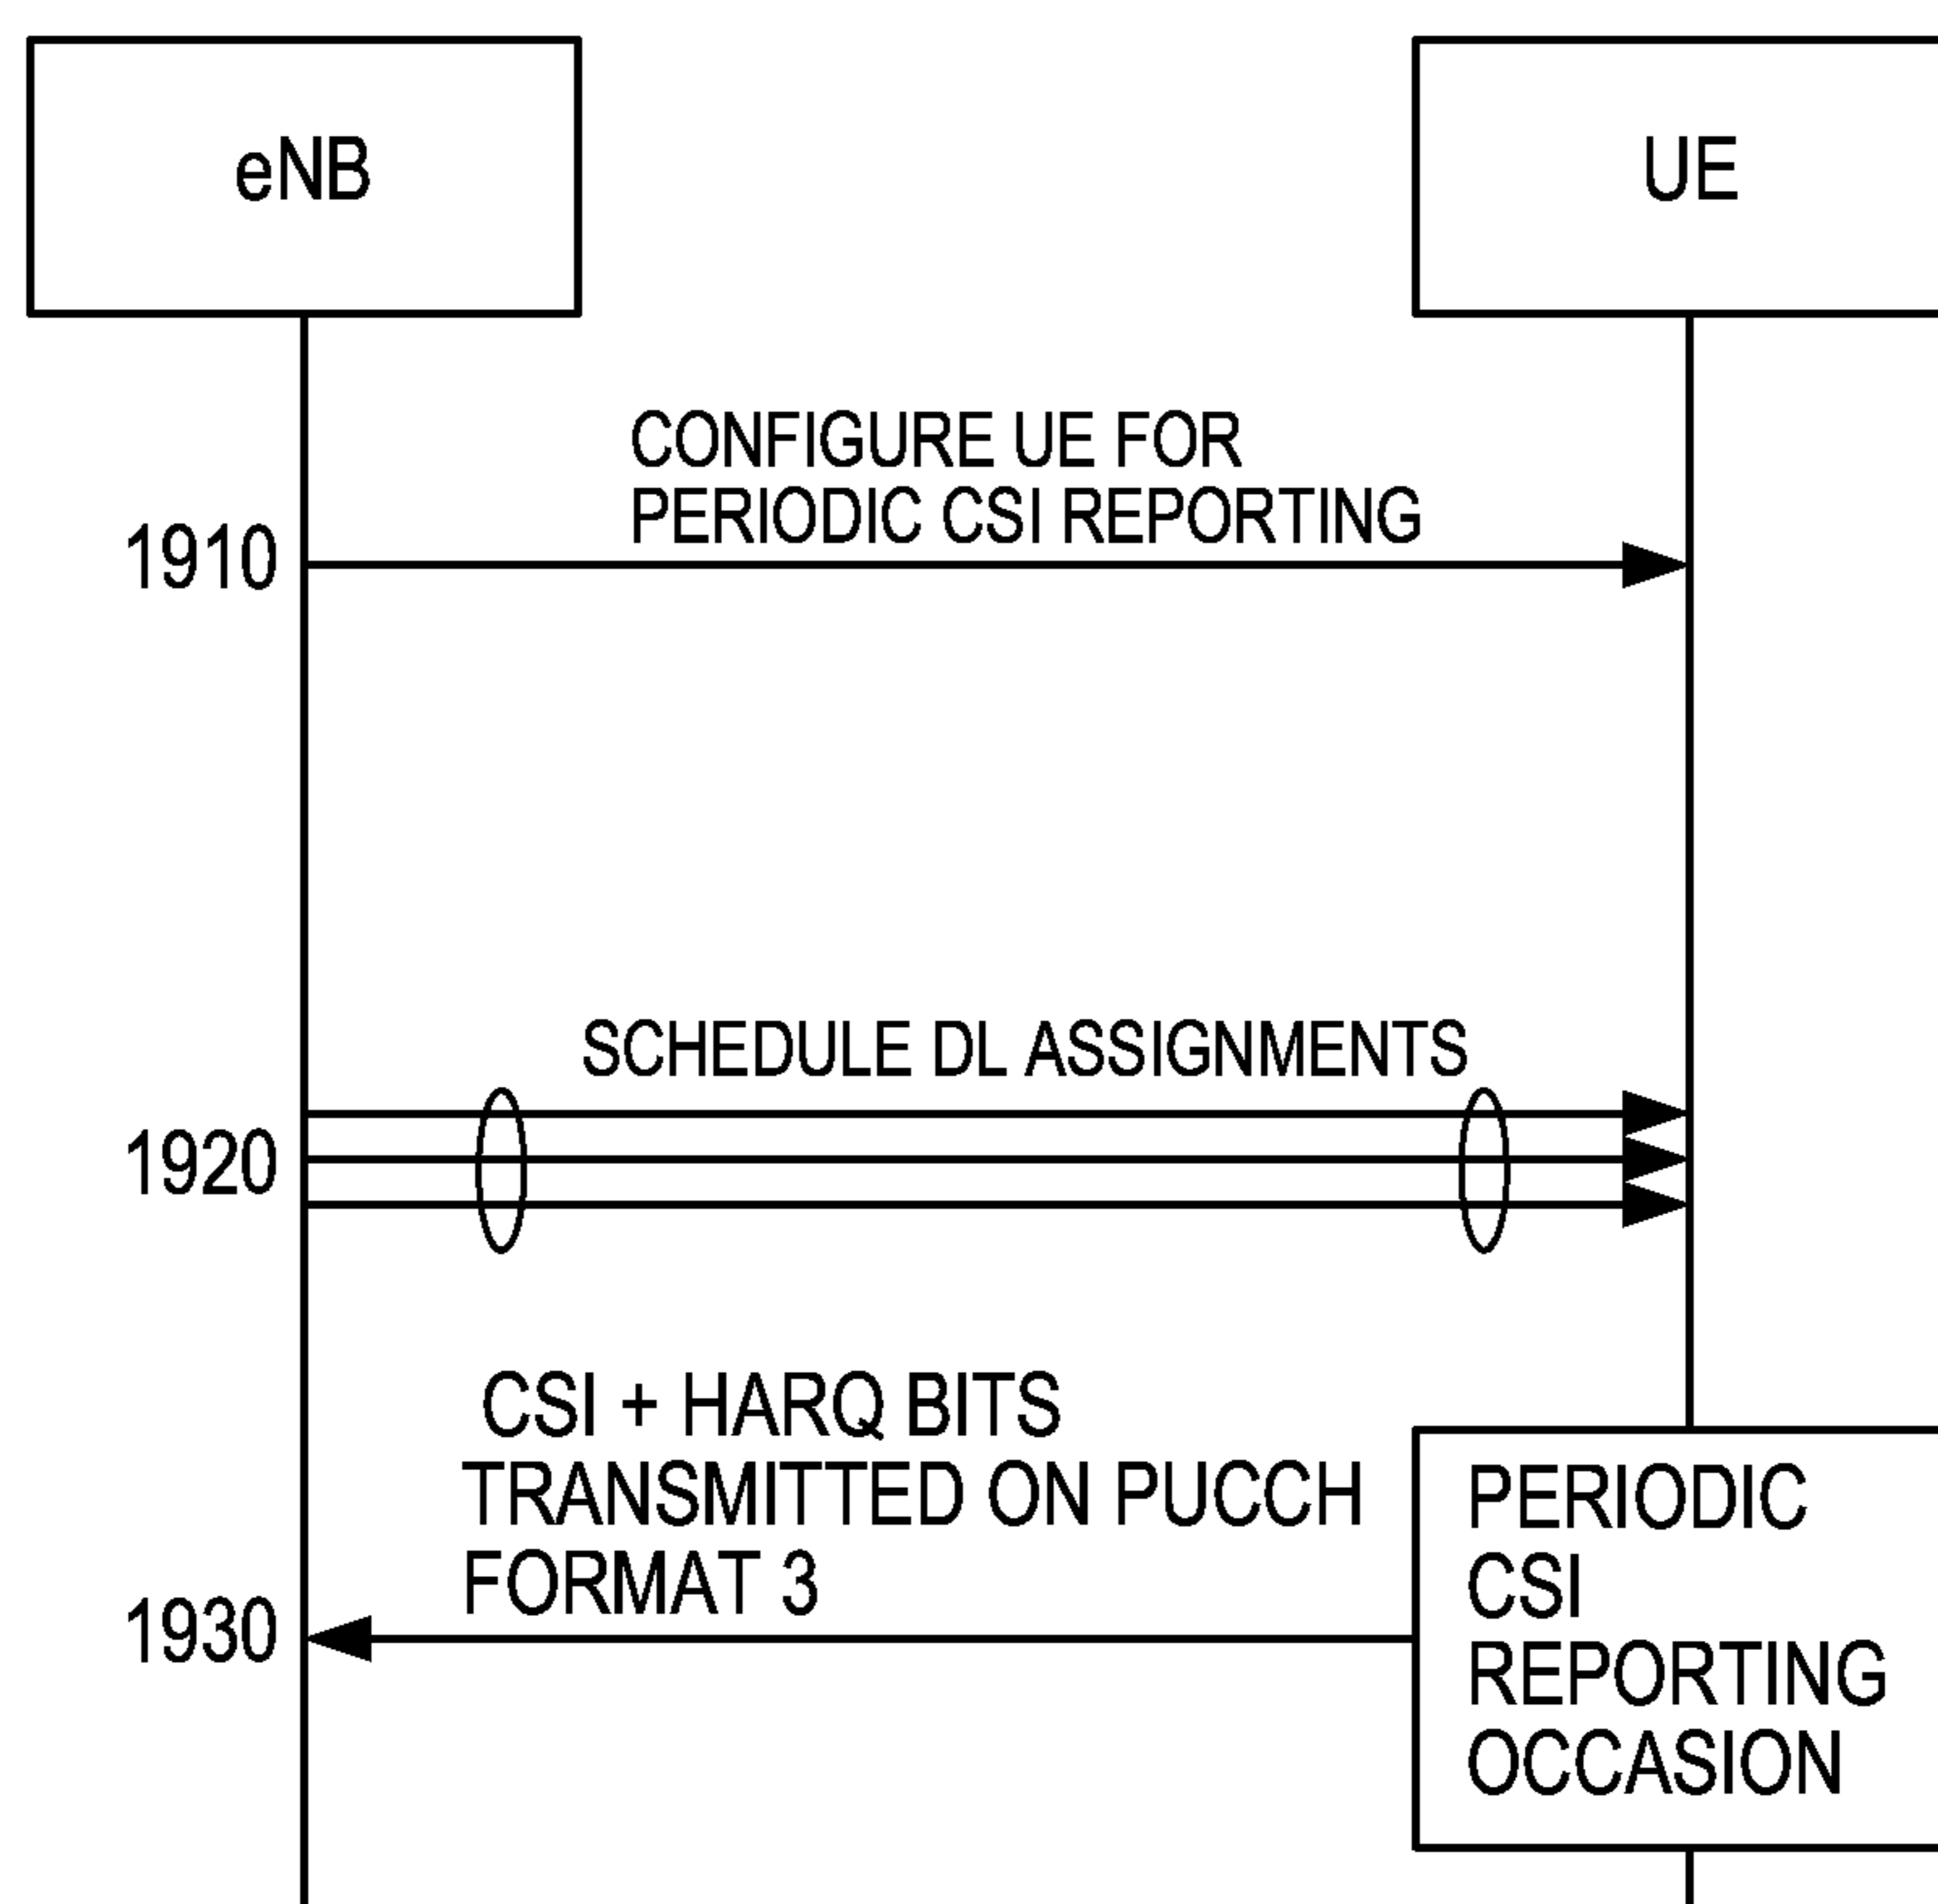 eNB
UE
CONFIGURE UE FOR
PERIODIC CSI REPORTING
1910
SCHEDULE DL ASSIGNMENTS
1920
CSI + HARQ BITS
TRANSMITTED ON PUCCH
FORMAT 3
1930
PERIODIC
CSI
REPORTING
OCCASION